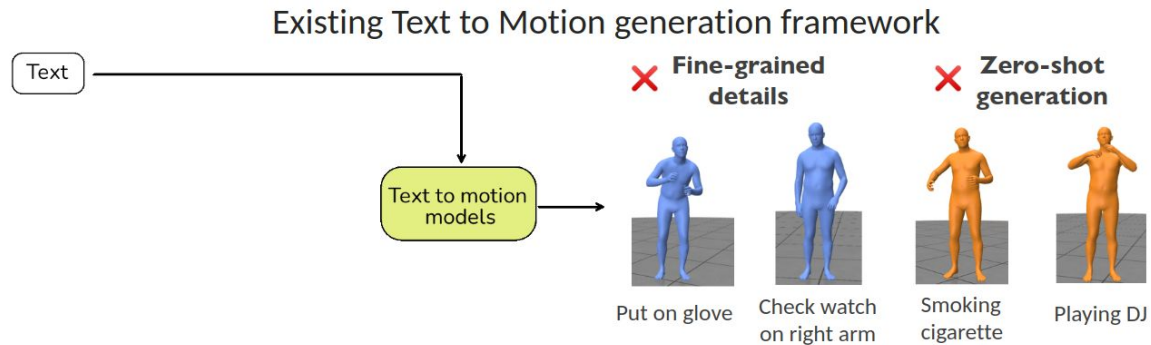 Existing Text to Motion generation framework
Text
Fine-grained
details
Zero-shot
generation
Text to motion
models
Put on glove
Check watch
on right arm
Smoking
cigarette
Playing DJ